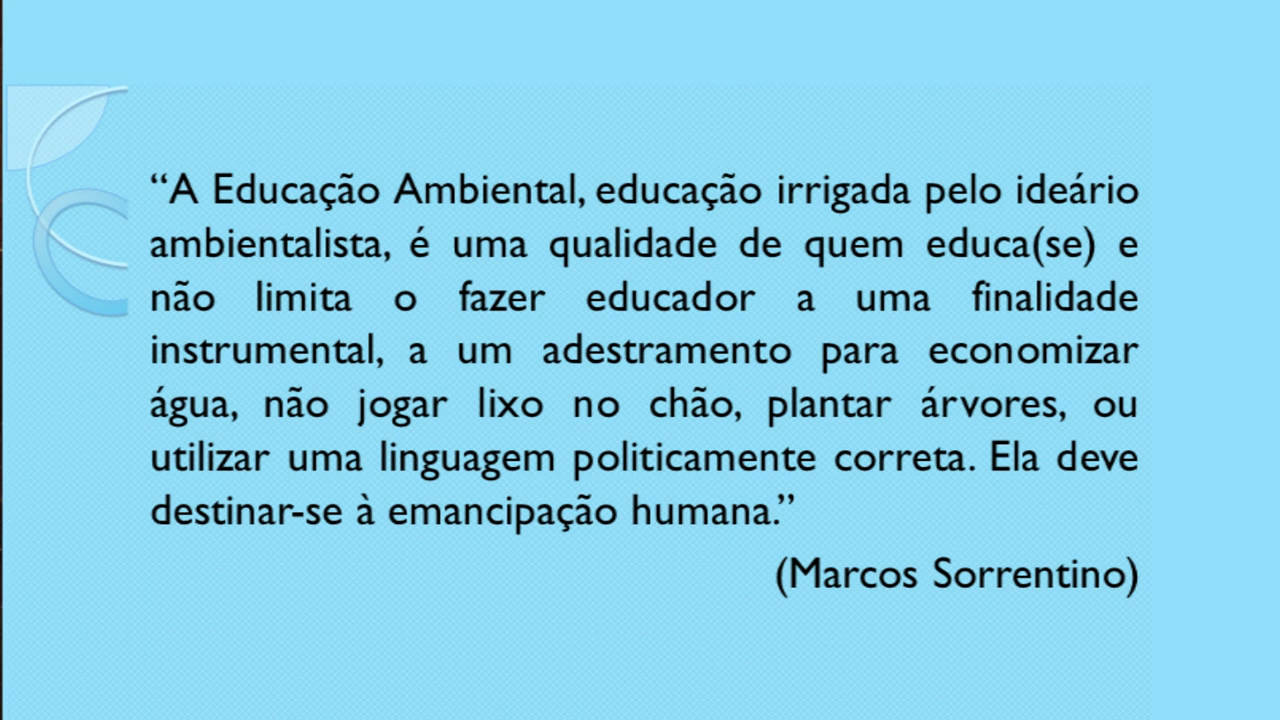 “A Educação Ambiental, educação irrigada pelo ideário
ambientalista, é uma qualidade de quem educa(se) e
não limita o fazer educador a uma finalidade
instrumental, a um adestramento para economizar
água, não jogar lixo no chão, plantar árvores, ou
utilizar uma linguagem politicamente correta. Ela deve
destinar-se à emancipação humana.”
(Marcos Sorrentino)